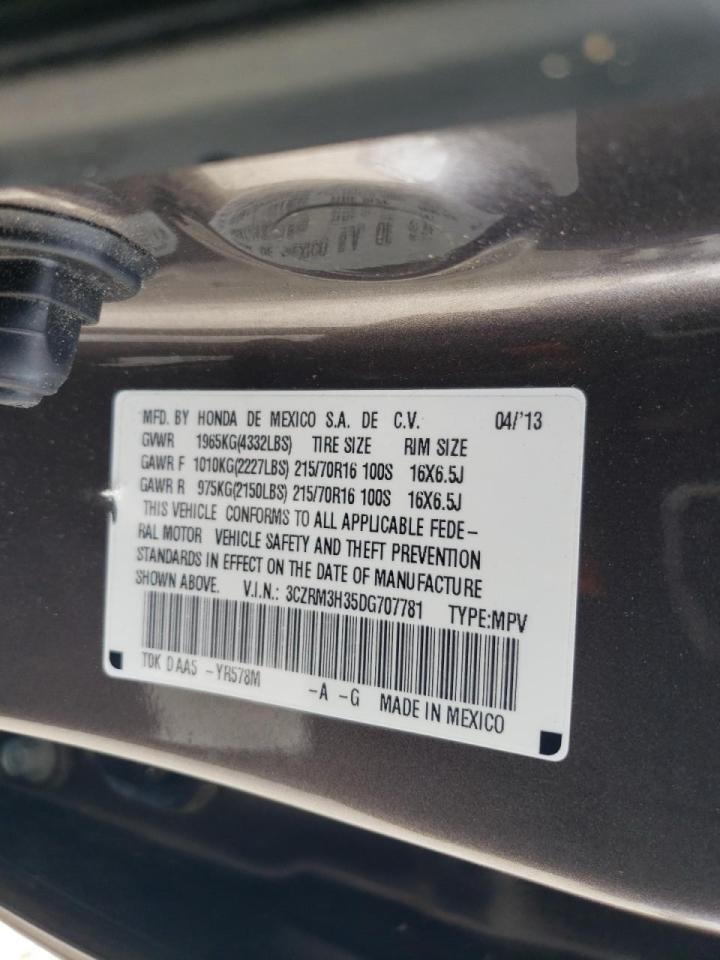 MFD. BY HONDA DE MEXICO S.A. DE C.V. 04/'13
GVWR 1965KG(4332LBS) TIRE SIZE RIM SIZE
GAWR F 1010KG(2227LBS) 215/70R16 100S 16X6.5J
GAWR R 975KG(2150LBS) 215/70R16 100S 16X6.5J
THIS VEHICLE CONFORMS TO ALL APPLICABLE FEDE-
RAL MOTOR VEHICLE SAFETY AND THEFT PREVENTION
STANDARDS IN EFFECT ON THE DATE OF MANUFACTURE
SHOWN ABOVE. V.I.N.: 3CZRM3H35DG707781 TYPE:MPV
TDK D AA5 -YR578M
-A -G MADE IN MEXICO